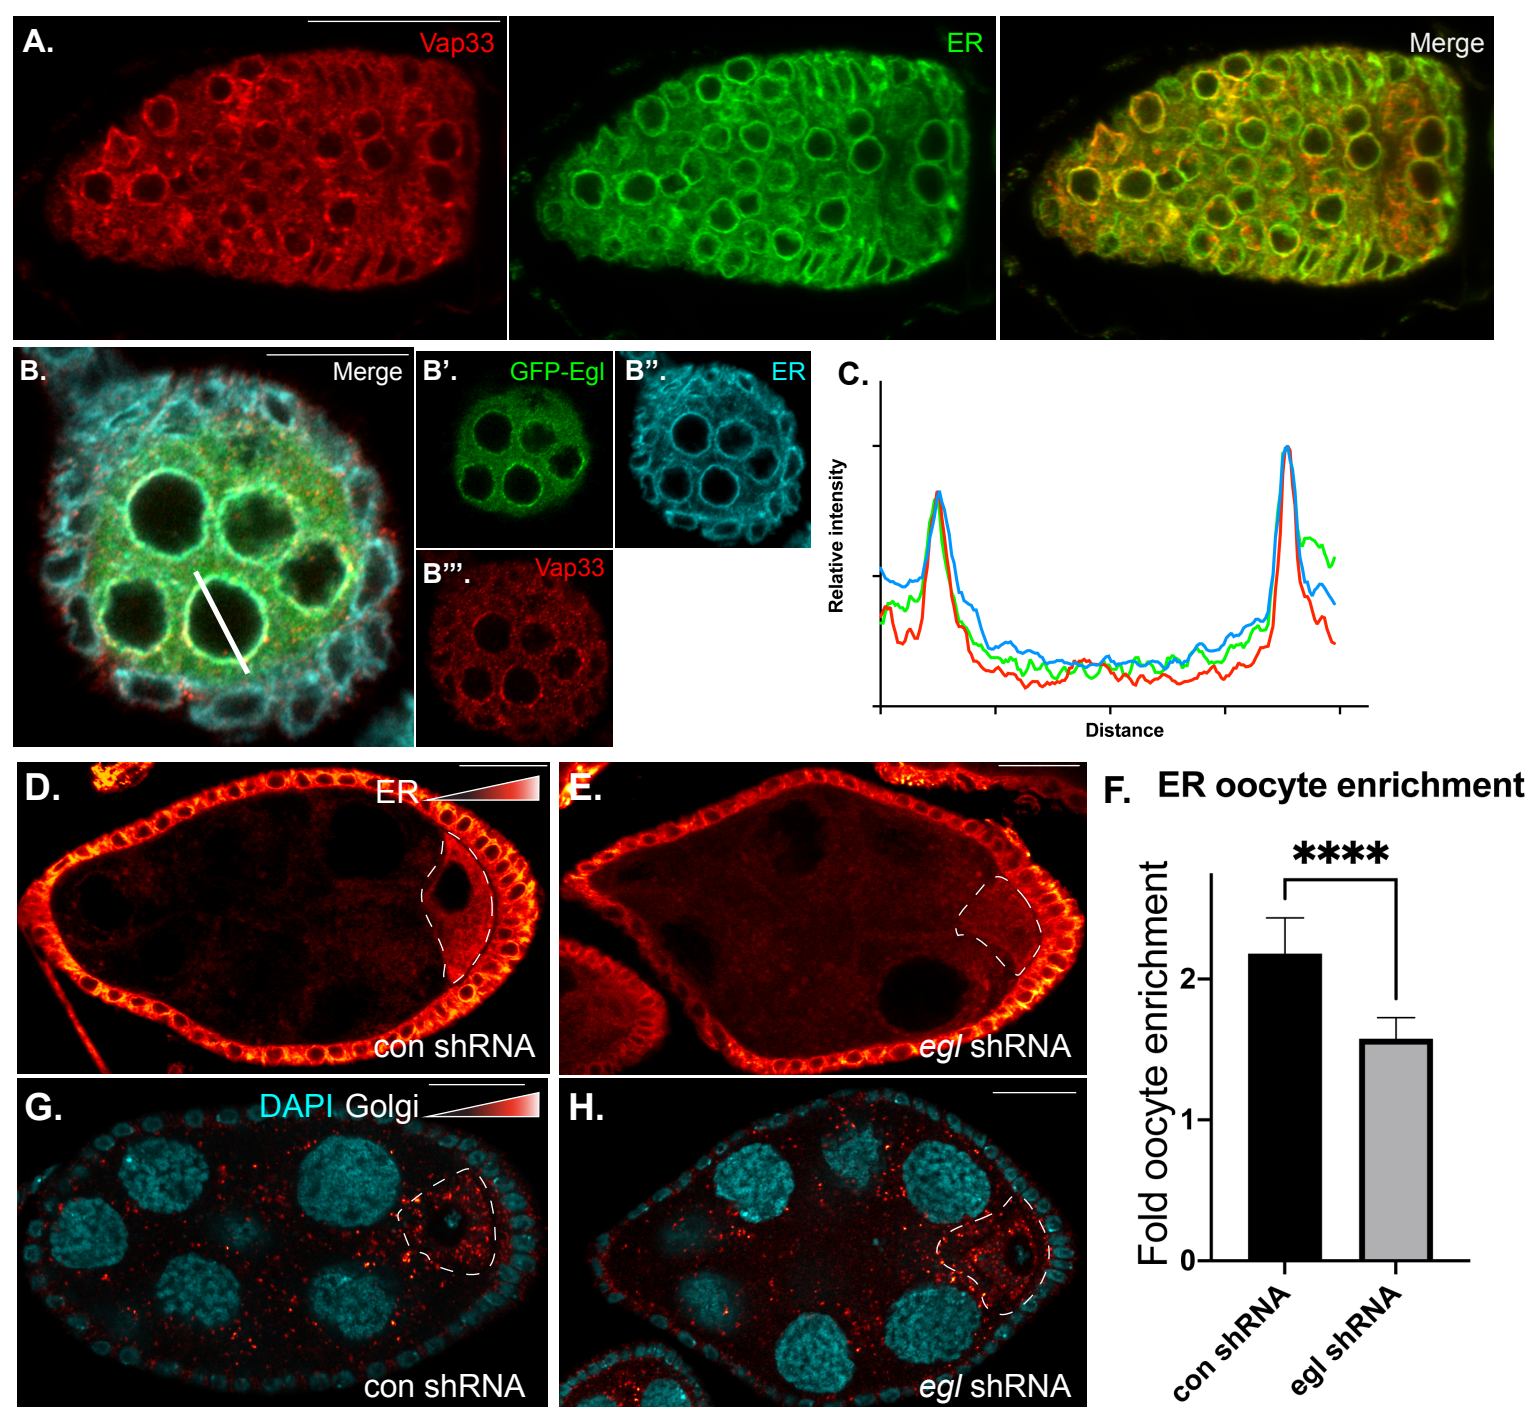 A.
Vap33
ER
Merge
B.
Merge
B’.
GFP-Egl
B”.
ER
B”’.
Vap33
C.
Relative intensity
Distance
D.
ER
con shRNA
E.
egl shRNA
F.
ER oocyte enrichment
****
Fold oocyte enrichment
2
1
0
con shRNA
egl shRNA
G.
DAPI Golgi
con shRNA
H.
egl shRNA